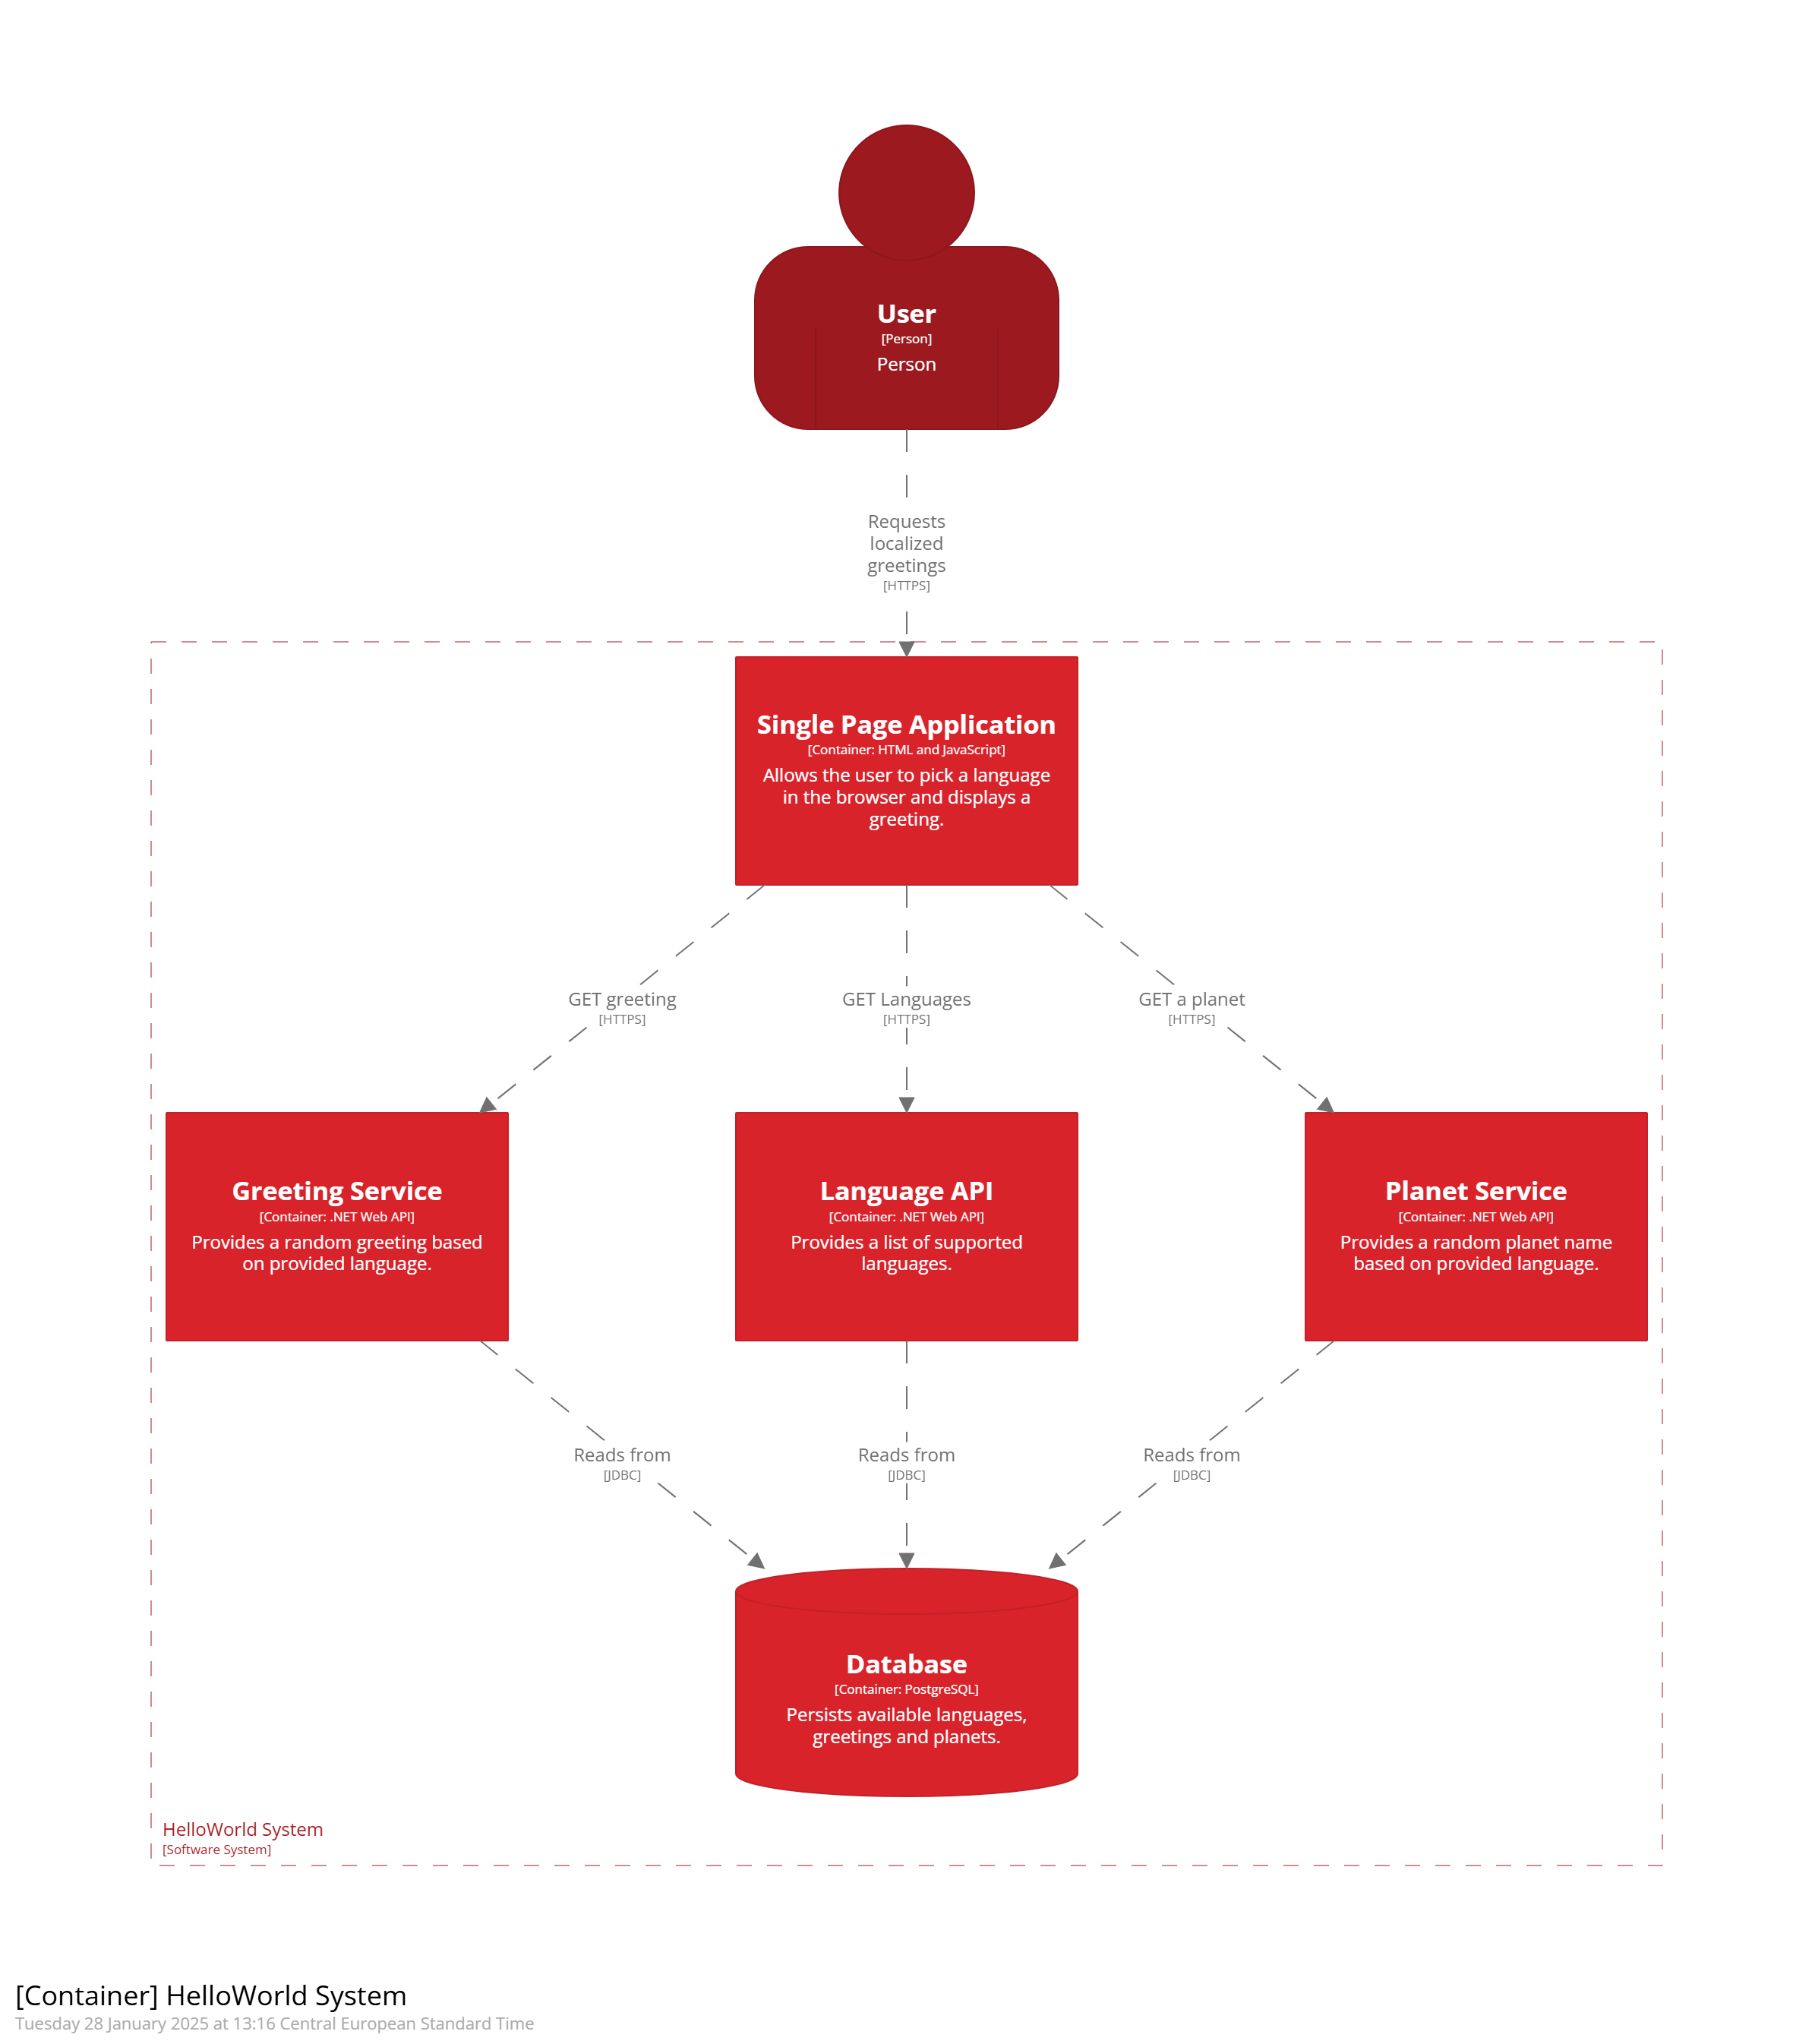 User
[Person]
Person
Requests
localized
greetings
[HTTPS]
Single Page Application
[Container: HTML and JavaScript]
Allows the user to pick a language
in the browser and displays a
greeting.
GET greeting
[HTTPS]
GET Languages
[HTTPS]
GET a planet
[HTTPS]
Greeting Service
[Container: .NET Web API]
Provides a random greeting based
on provided language.
Language API
[Container: .NET Web API]
Provides a list of supported
languages.
Planet Service
[Container: .NET Web API]
Provides a random planet name
based on provided language.
Reads from
[JDBC]
Reads from
[JDBC]
Reads from
[JDBC]
Database
[Container: PostgreSQL]
Persists available languages,
greetings and planets.
HelloWorld System
[Software System]
[Container] HelloWorld System
Tuesday 28 January 2025 at 13:16 Central European Standard Time